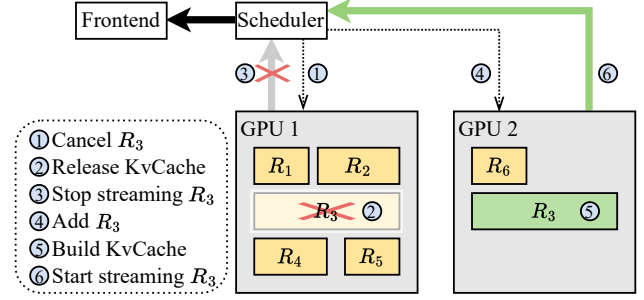 Frontend
Scheduler
③
①
④
⑥
GPU 1
R₁
R₂
R₃
②
R₄
R₅
GPU 2
R₆
R₃
⑤
① Cancel R₃
② Release KvCache
③ Stop streaming R₃
④ Add R₃
⑤ Build KvCache
⑥ Start streaming R₃